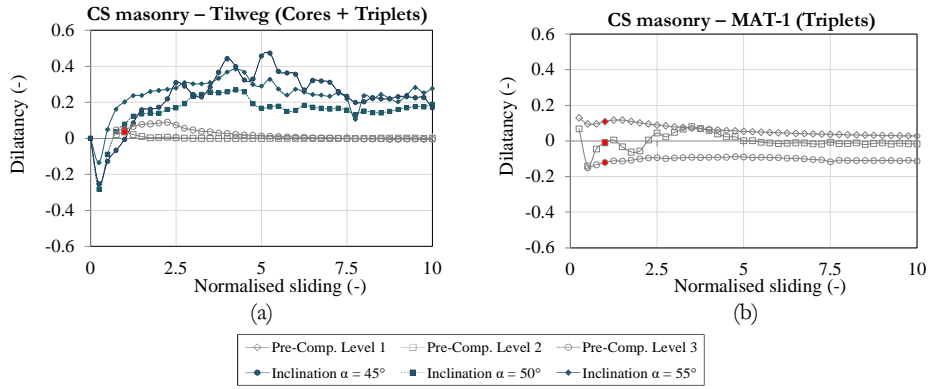 CS masonry – Tilweg (Cores + Triplets)
0.6
0.4
0.2
0
-0.2
-0.4
-0.6
Dilatancy (-)
0 2.5 5 7.5 10
Normalised sliding (-)
(a)
CS masonry – MAT-1 (Triplets)
0.6
0.4
0.2
0
-0.2
-0.4
-0.6
Dilatancy (-)
0 2.5 5 7.5 10
Normalised sliding (-)
(b)
Pre-Comp. Level 1 Pre-Comp. Level 2 Pre-Comp. Level 3
Inclination α = 45° Inclination α = 50° Inclination α = 55°